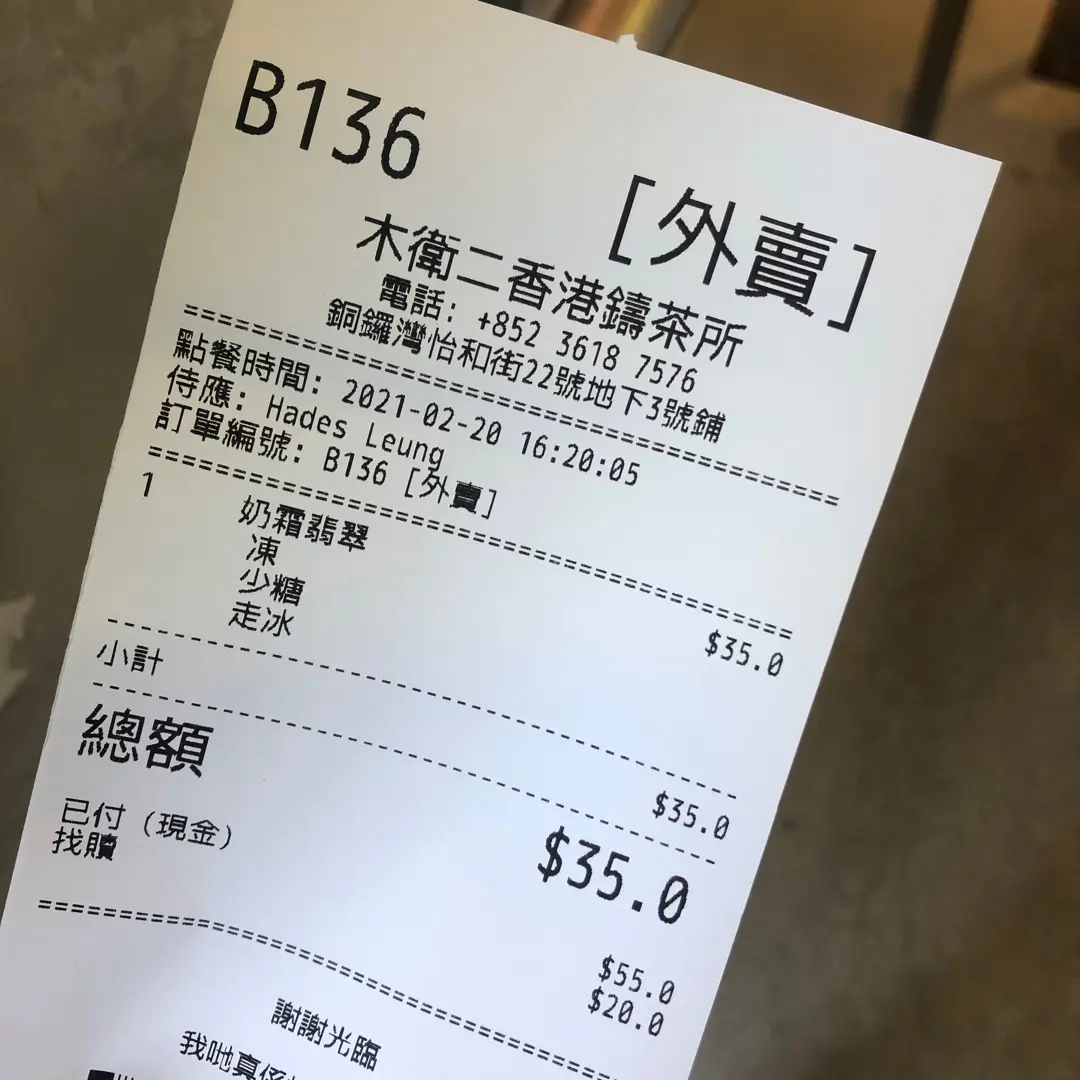 B136
[外賣]
木衛二香港鑄茶所
電話: +852 3618 7576
銅鑼灣怡和街22號地下3號鋪
================================================
點餐時間: 2021-02-20 16:20:05
侍應: Hades Leung
訂單編號: B136 [外賣]
================================================
1 奶霜翡翠 $35.0
凍
少糖
走冰
------------------------------------------------
小計 $35.0
------------------------------------------------
總額 $35.0
已付 (現金) $55.0
找贖 $20.0
================================================
謝謝光臨
我哋真係